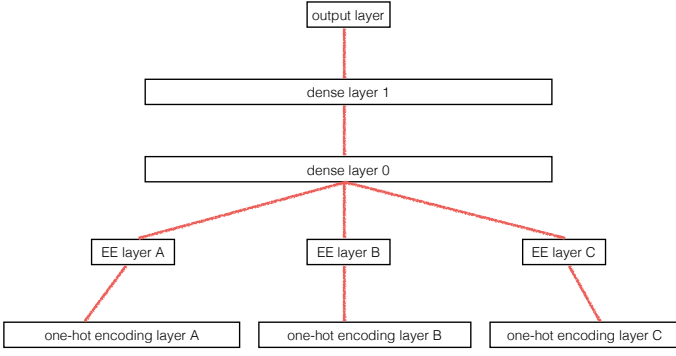 output layer
dense layer 1
dense layer 0
EE layer A
EE layer B
EE layer C
one-hot encoding layer A
one-hot encoding layer B
one-hot encoding layer C